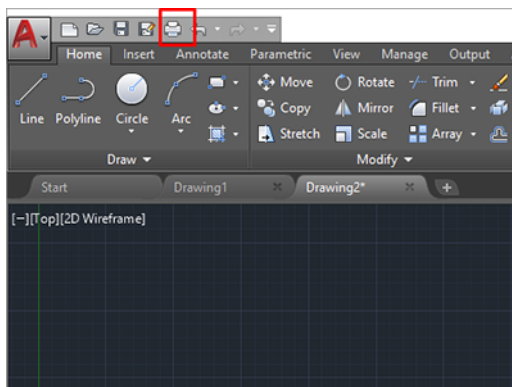 A
Home Insert Annotate Parametric View Manage Output
Move Rotate Trim
Line Polyline Circle Arc Copy Mirror Fillet
Stretch Scale Array
Draw Modify
Start Drawing1 Drawing2* +
[−][Top][2D Wireframe]